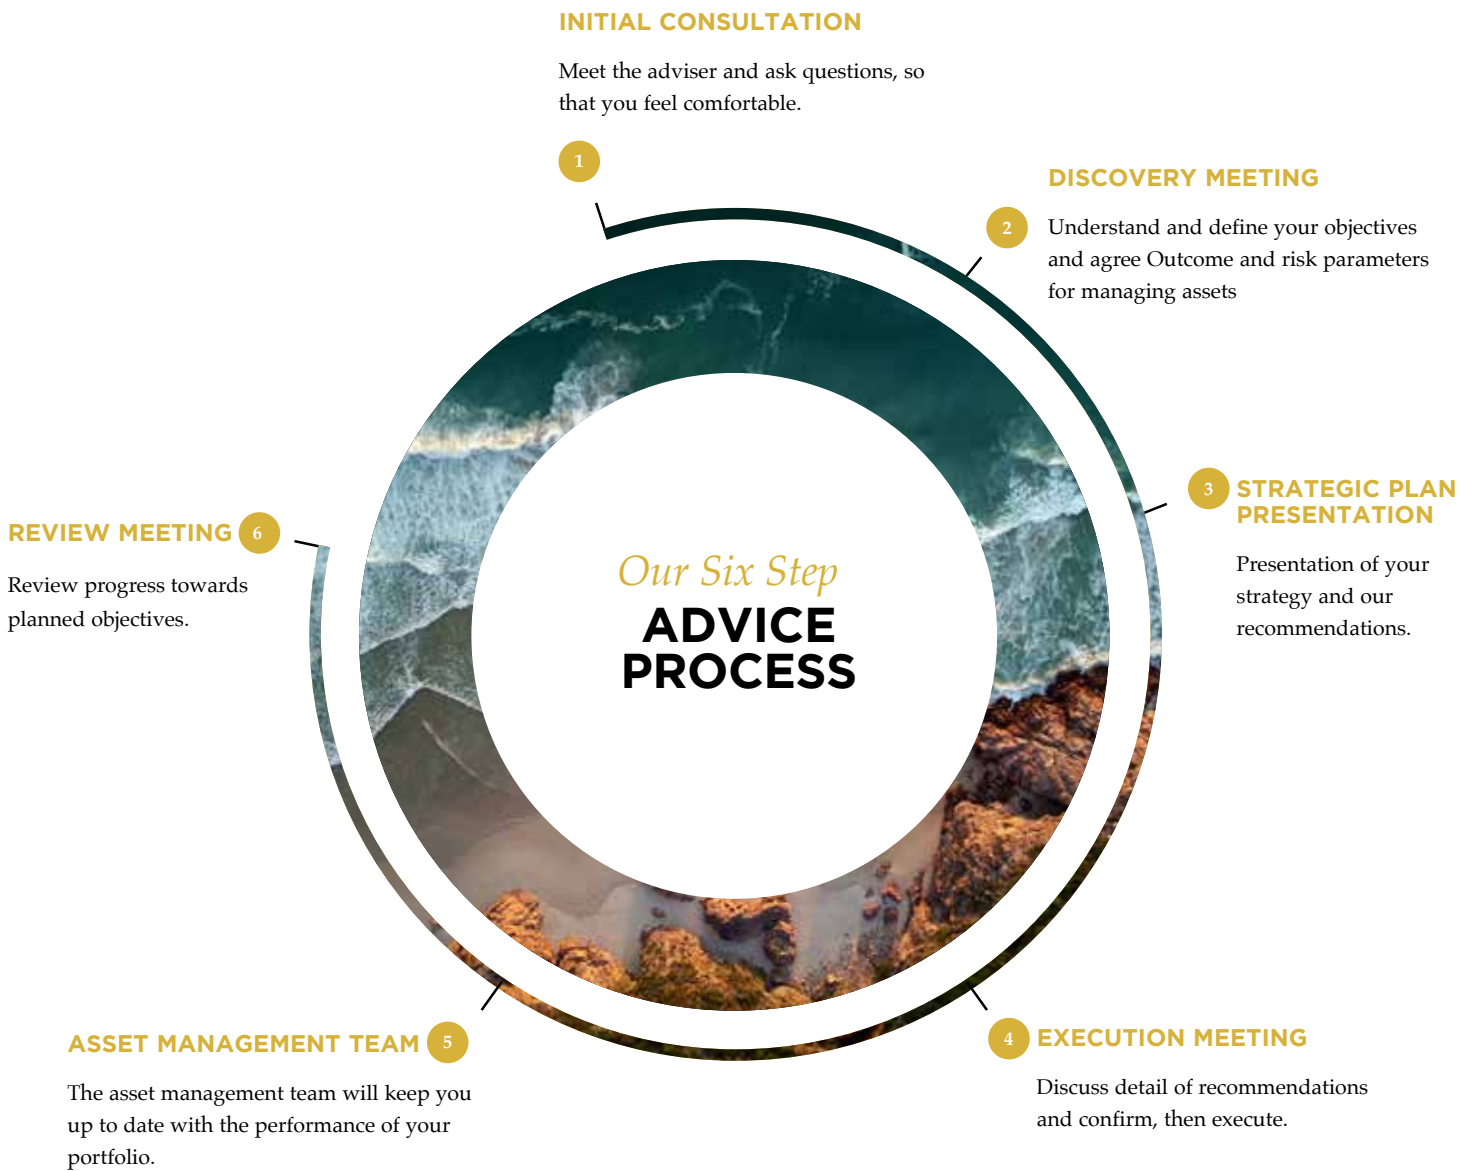 INITIAL CONSULTATION
Meet the adviser and ask questions, so
that you feel comfortable.
1
DISCOVERY MEETING
2
Understand and define your objectives
and agree Outcome and risk parameters
for managing assets
3
STRATEGIC PLAN
PRESENTATION
Presentation of your
strategy and our
recommendations.
Our Six Step
ADVICE
PROCESS
4
EXECUTION MEETING
Discuss detail of recommendations
and confirm, then execute.
ASSET MANAGEMENT TEAM
5
The asset management team will keep you
up to date with the performance of your
portfolio.
REVIEW MEETING
6
Review progress towards
planned objectives.